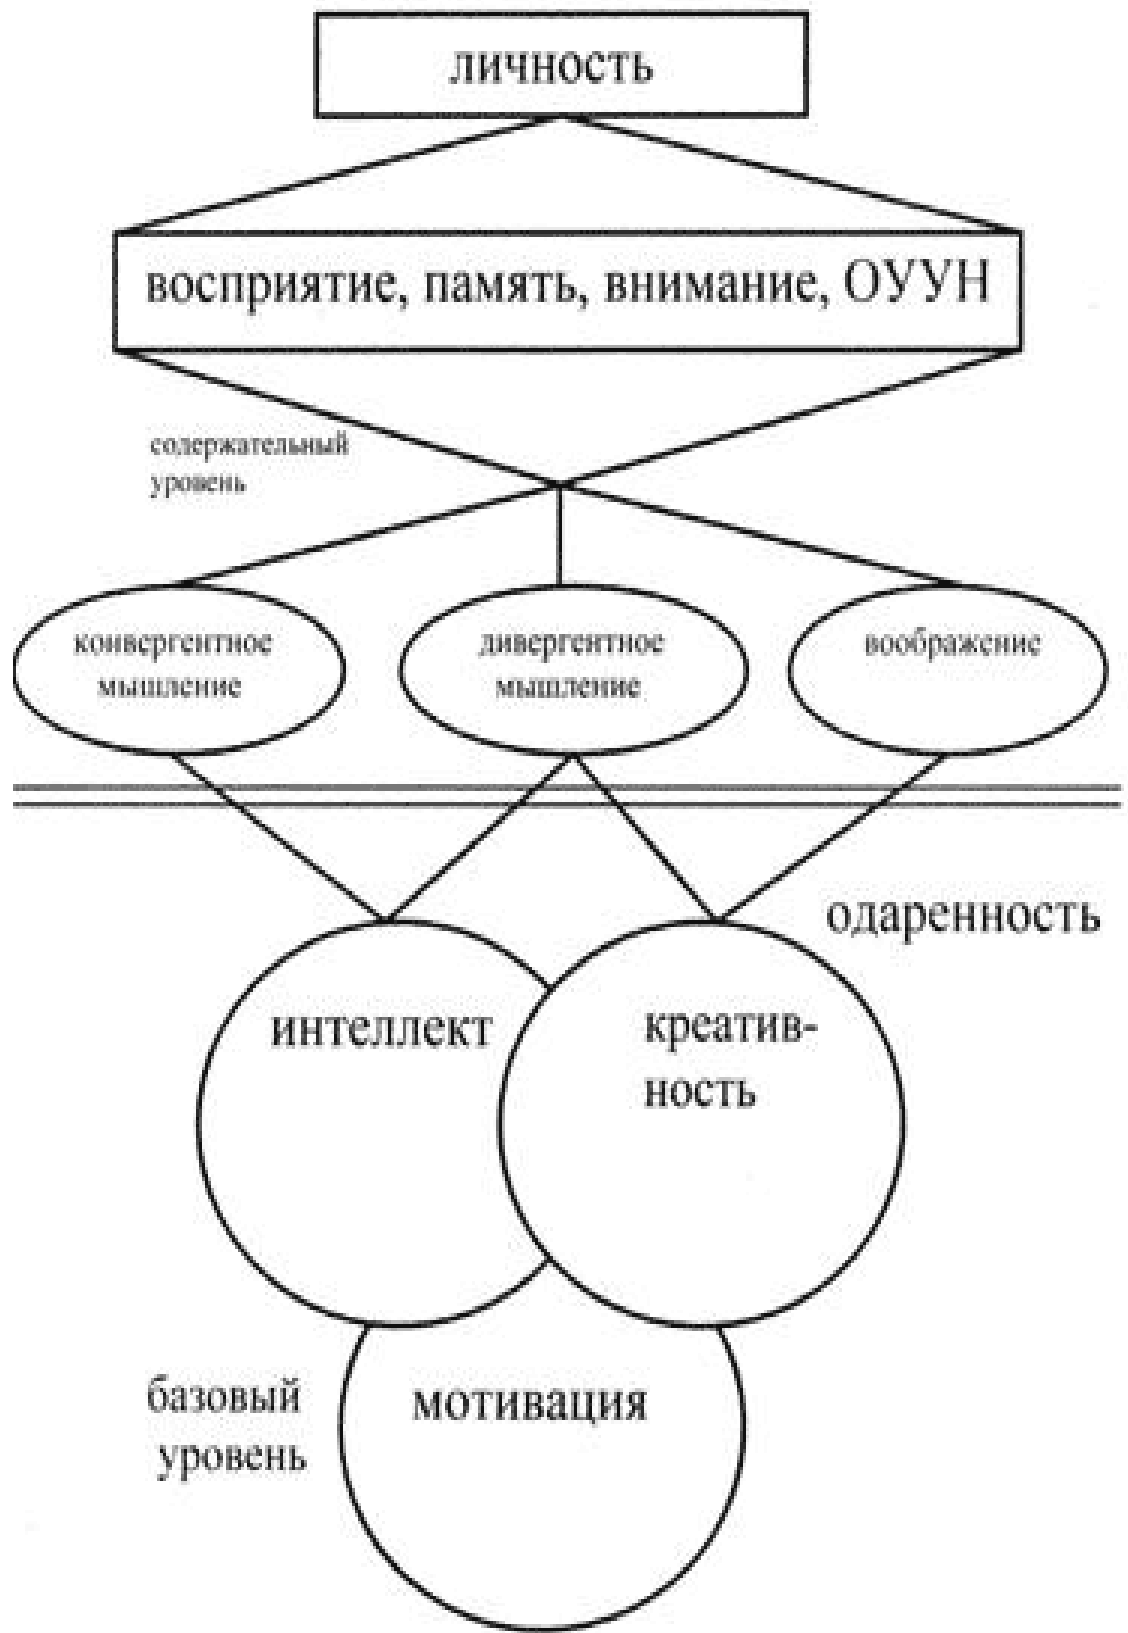 личность
восприятие, память, внимание, ОУУН
содержательный
уровень
конвергентное
мышление
дивергентное
мышление
воображение
одаренность
интеллект
креатив-
ность
базовый
уровень
мотивация